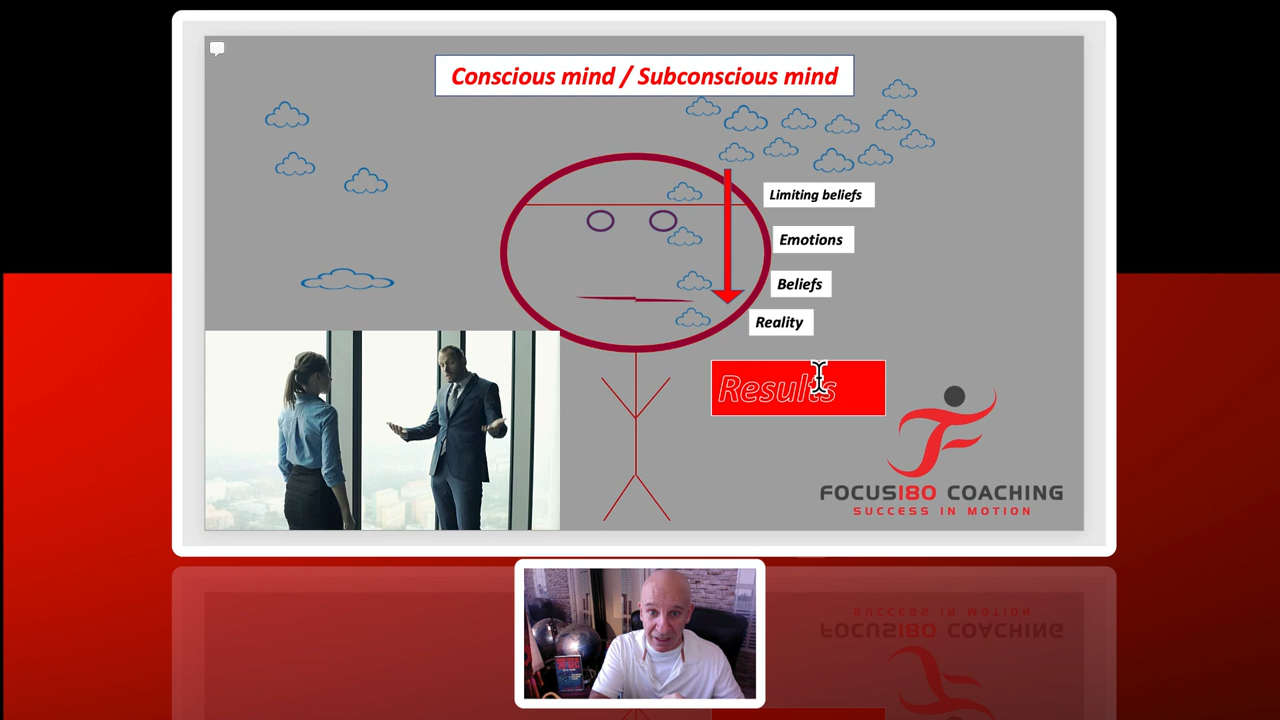 Conscious mind / Subconscious mind
Limiting beliefs
Emotions
Beliefs
Reality
Results
FOCUS180 COACHING
SUCCESS IN MOTION